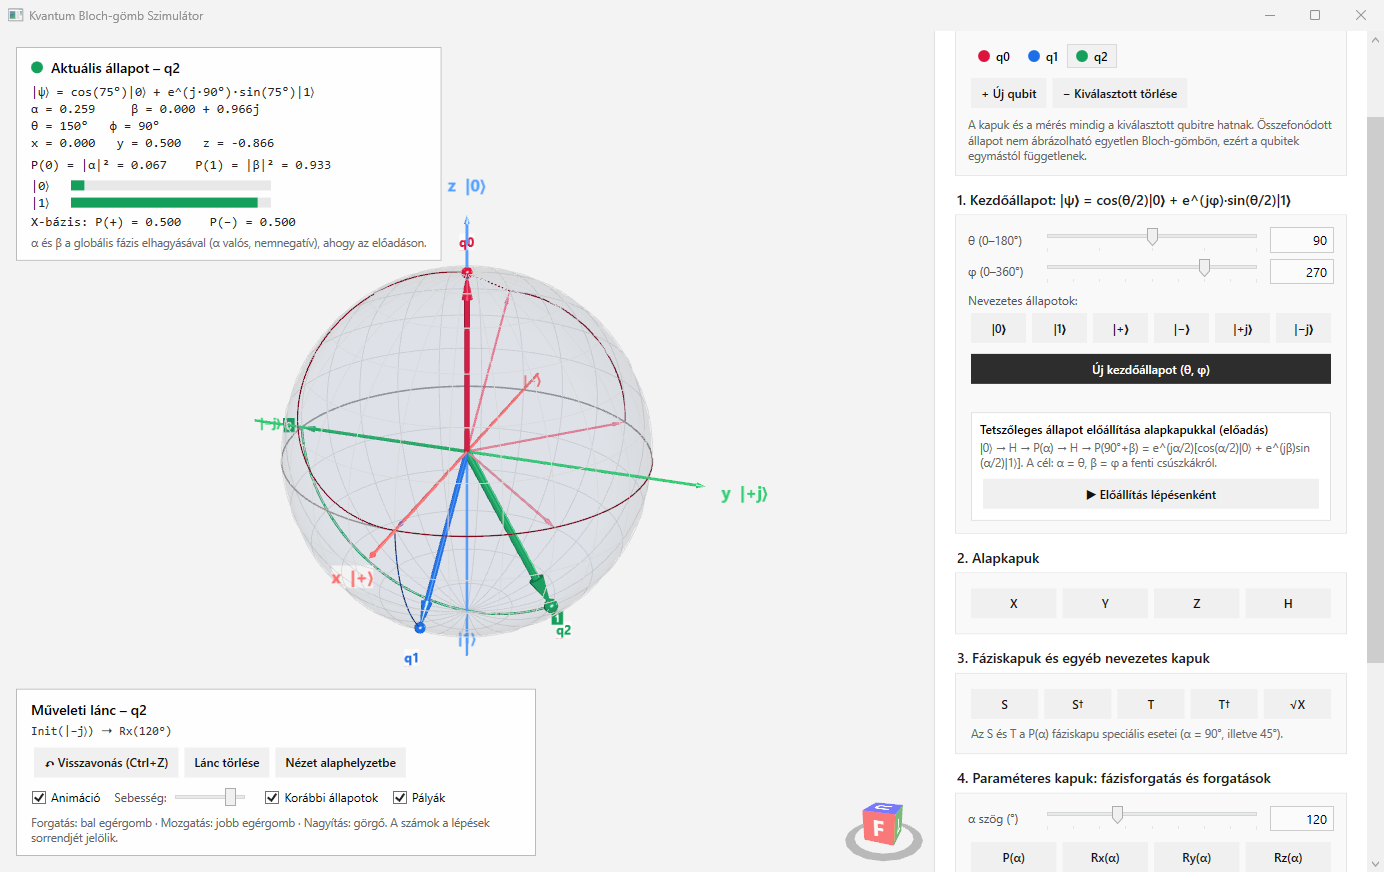 Kvantum Bloch-gömb Szimulátor
Aktuális állapot – q2
|ψ⟩ = cos(75°)|0⟩ + e^(j·90°)·sin(75°)|1⟩
α = 0.259 β = 0.000 + 0.966j
θ = 150° ϕ = 90°
x = 0.000 y = 0.500 z = -0.866
P(0) = |α|² = 0.067 P(1) = |β|² = 0.933
|0⟩
|1⟩
X-bázis: P(+) = 0.500 P(–) = 0.500
α és β a globális fázis elhagyásával (α valós, nemnegatív), ahogy az előadáson.
z |0⟩
q0
y |+j⟩
x |+⟩
|1⟩
1
q2
q1
Műveleti lánc – q2
Init(|–j⟩) → Rx(120°)
↶ Visszavonás (Ctrl+Z)
Lánc törlése
Nézet alaphelyzetbe
Animáció
Sebesség:
Korábbi állapotok
Pályák
Forgatás: bal egérgomb · Mozgatás: jobb egérgomb · Nagyítás: görgő. A számok a lépések
sorrendjét jelölik.
F
q0 q1 q2
+ Új qubit
− Kiválasztott törlése
A kapuk és a mérés mindig a kiválasztott qubitre hatnak. Összefonódott
állapot nem ábrázolható egyetlen Bloch-gömbön, ezért a qubitek
egymástól függetlenek.
1. Kezdőállapot: |ψ⟩ = cos(θ/2)|0⟩ + e^(jφ)·sin(θ/2)|1⟩
θ (0–180°) 90
φ (0–360°) 270
Nevezetes állapotok:
|0⟩ |1⟩ |+⟩ |−⟩ |+j⟩ |−j⟩
Új kezdőállapot (θ, φ)
Tetszőleges állapot előállítása alapkapukkal (előadás)
|0⟩ → H → P(α) → H → P(90°+β) = e^(jα/2)[cos(α/2)|0⟩ + e^(jβ)sin
(α/2)|1⟩]. A cél: α = θ, β = φ a fenti csúszkákról.
▶ Előállítás lépésenként
2. Alapkapuk
X Y Z H
3. Fáziskapuk és egyéb nevezetes kapuk
S S† T T† √X
Az S és T a P(α) fáziskapu speciális esetei (α = 90°, illetve 45°).
4. Paraméteres kapuk: fázisforgatás és forgatások
α szög (°) 120
P(α) Rx(α) Ry(α) Rz(α)